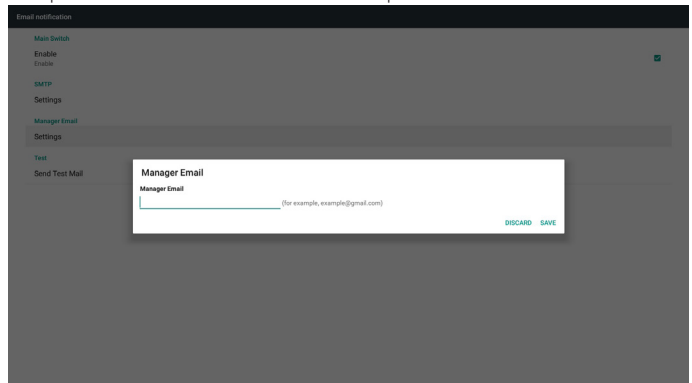 Email notification
Main Switch
Enable
Enable
SMTP
Settings
Manager Email
Settings
Test
Send Test Mail
Manager Email
Manager Email
(for example, example@gmail.com)
DISCARD SAVE